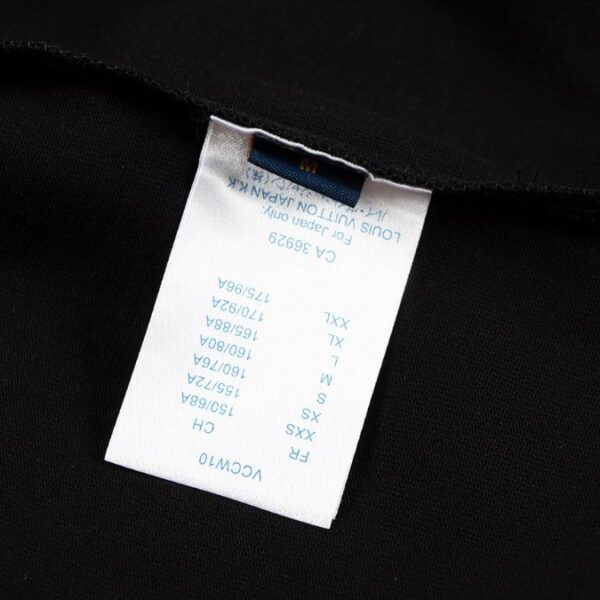 VCCW10
FR CH
XXS 150/68A
XS 155/72A
S 160/76A
M 160/80A
L 165/88A
XL 170/92A
XXL 175/96A
CA 36929
For Japan only:
LOUIS VUITTON JAPAN K.K
M